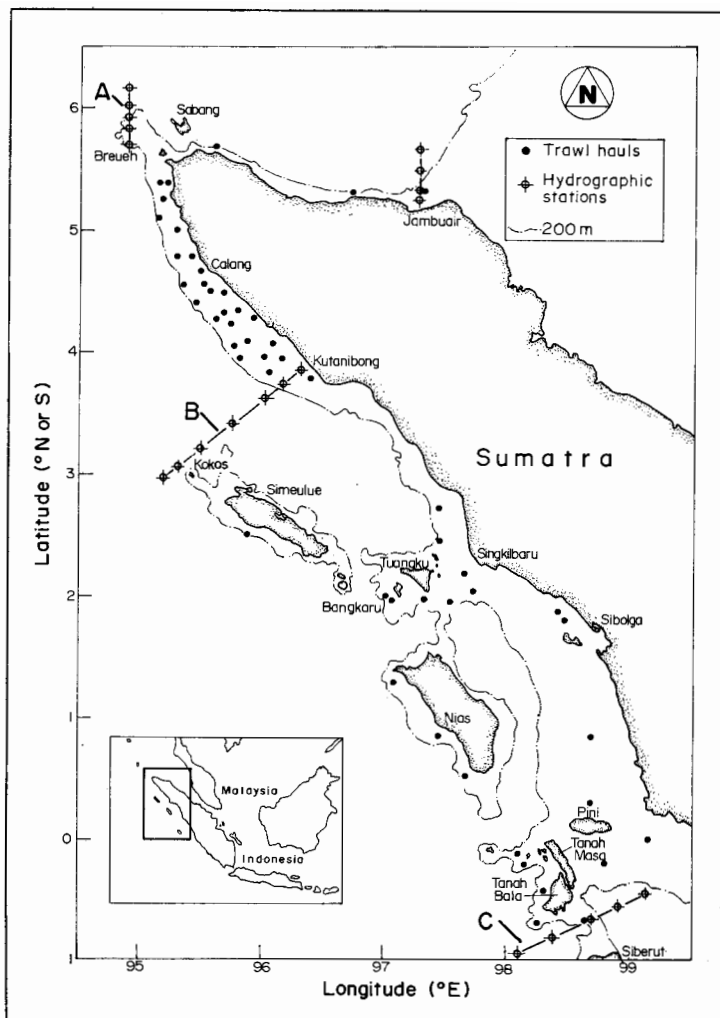 A
6
Sabang
N
Breueh
Trawl hauls
Hydrographic
stations
200 m
Jambuair
5
Calang
4
Kutanibong
B
3
Kokos
Sumatra
Simeulue
Singkilbaru
Tuangku
2
Bangkaru
Sibolga
Latitude (°N or S)
1
Nias
Malaysia
Pini
0
Tanah
Masa
Indonesia
Tanah
Bala
C
Siberut
1
95
96
97
98
99
Longitude (°E)